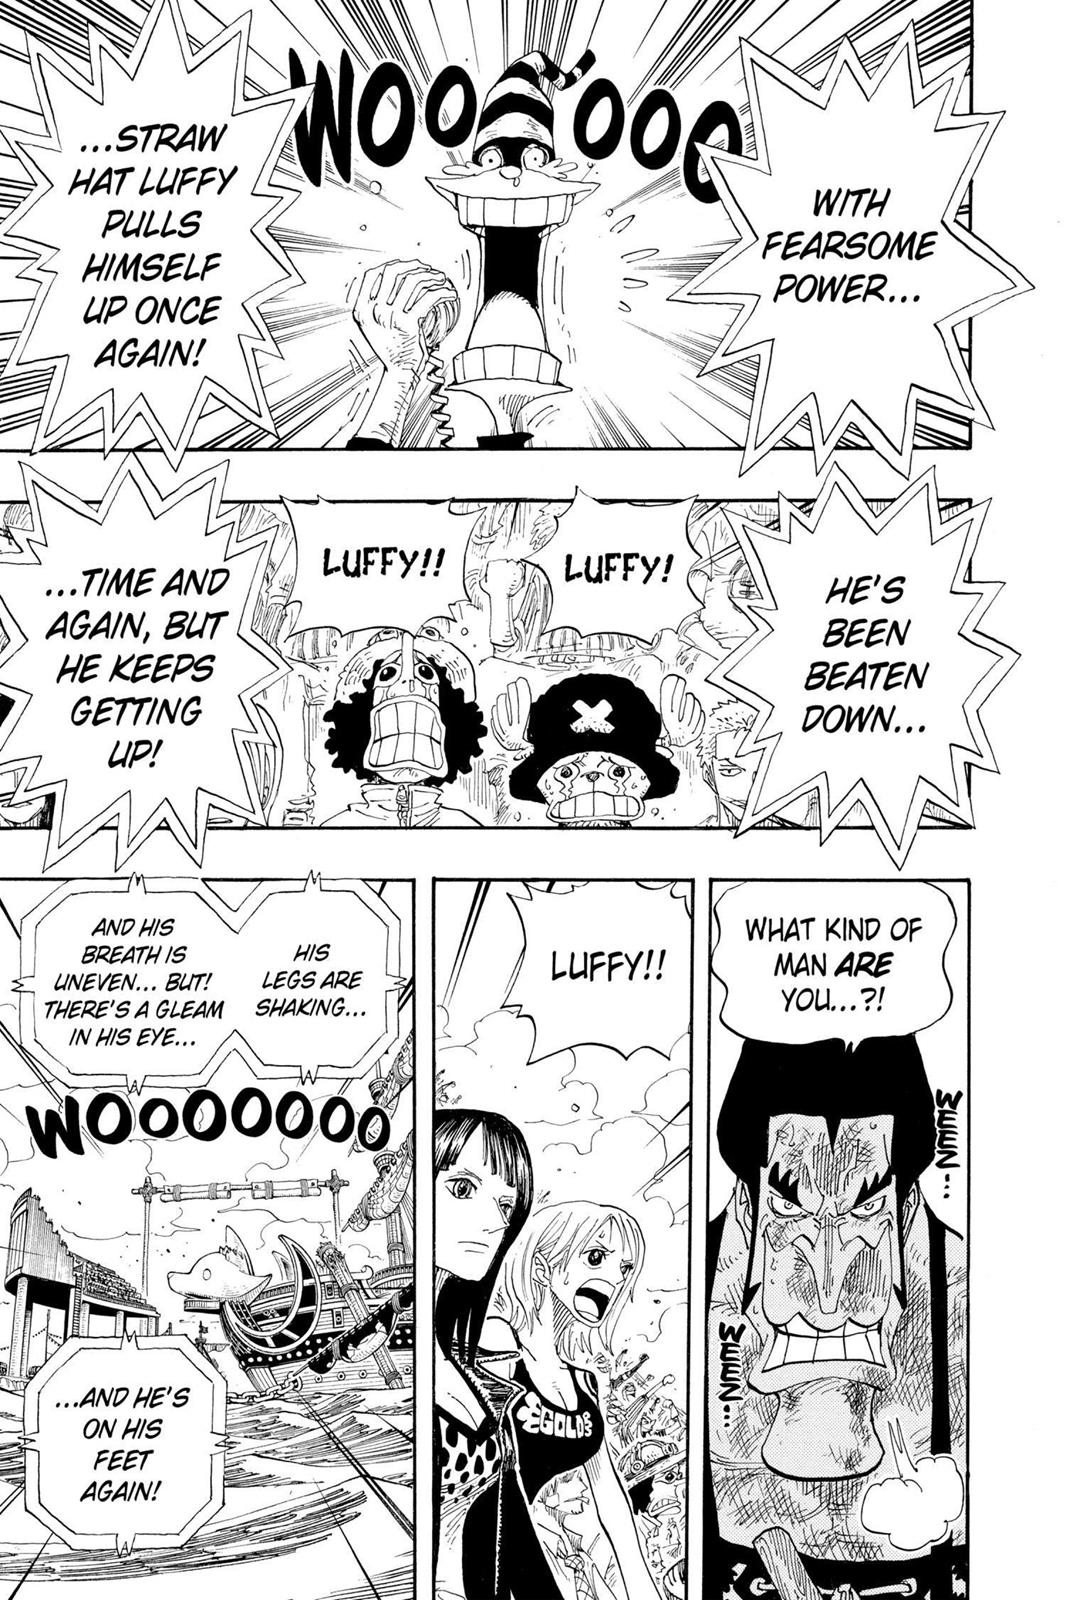 WITH
FEARSOME
POWER...
WOOOOOO
...STRAW
HAT LUFFY
PULLS
HIMSELF
UP ONCE
AGAIN!
HE'S
BEEN
BEATEN
DOWN...
LUFFY!
LUFFY!!
...TIME AND
AGAIN, BUT
HE KEEPS
GETTING
UP!
WHAT KIND OF
MAN ARE
YOU...?!
WEEZ...
WEEZ...
LUFFY!!
GOLDS
HIS
LEGS ARE
SHAKING...
AND HIS
BREATH IS
UNEVEN... BUT!
THERE'S A GLEAM
IN HIS EYE...
WOOOOOOO
...AND HE'S
ON HIS
FEET
AGAIN!